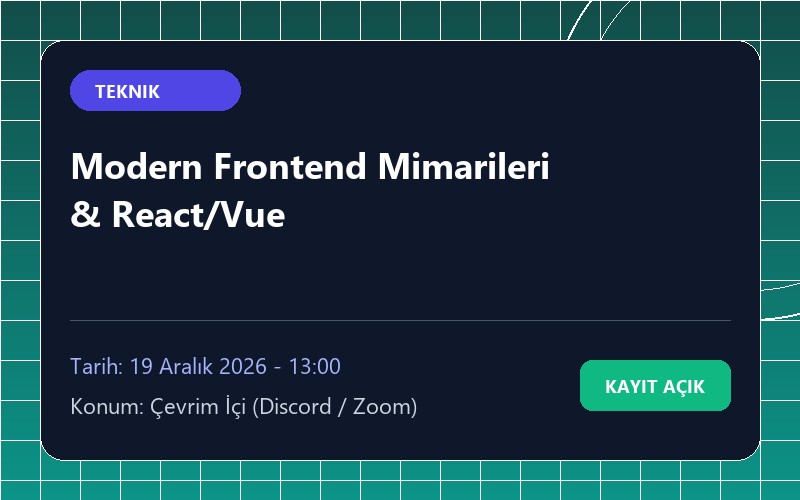 TEKNIK
Modern Frontend Mimarileri
& React/Vue
Tarih: 19 Aralık 2026 - 13:00
Konum: Çevrim İçi (Discord / Zoom)
KAYIT AÇIK